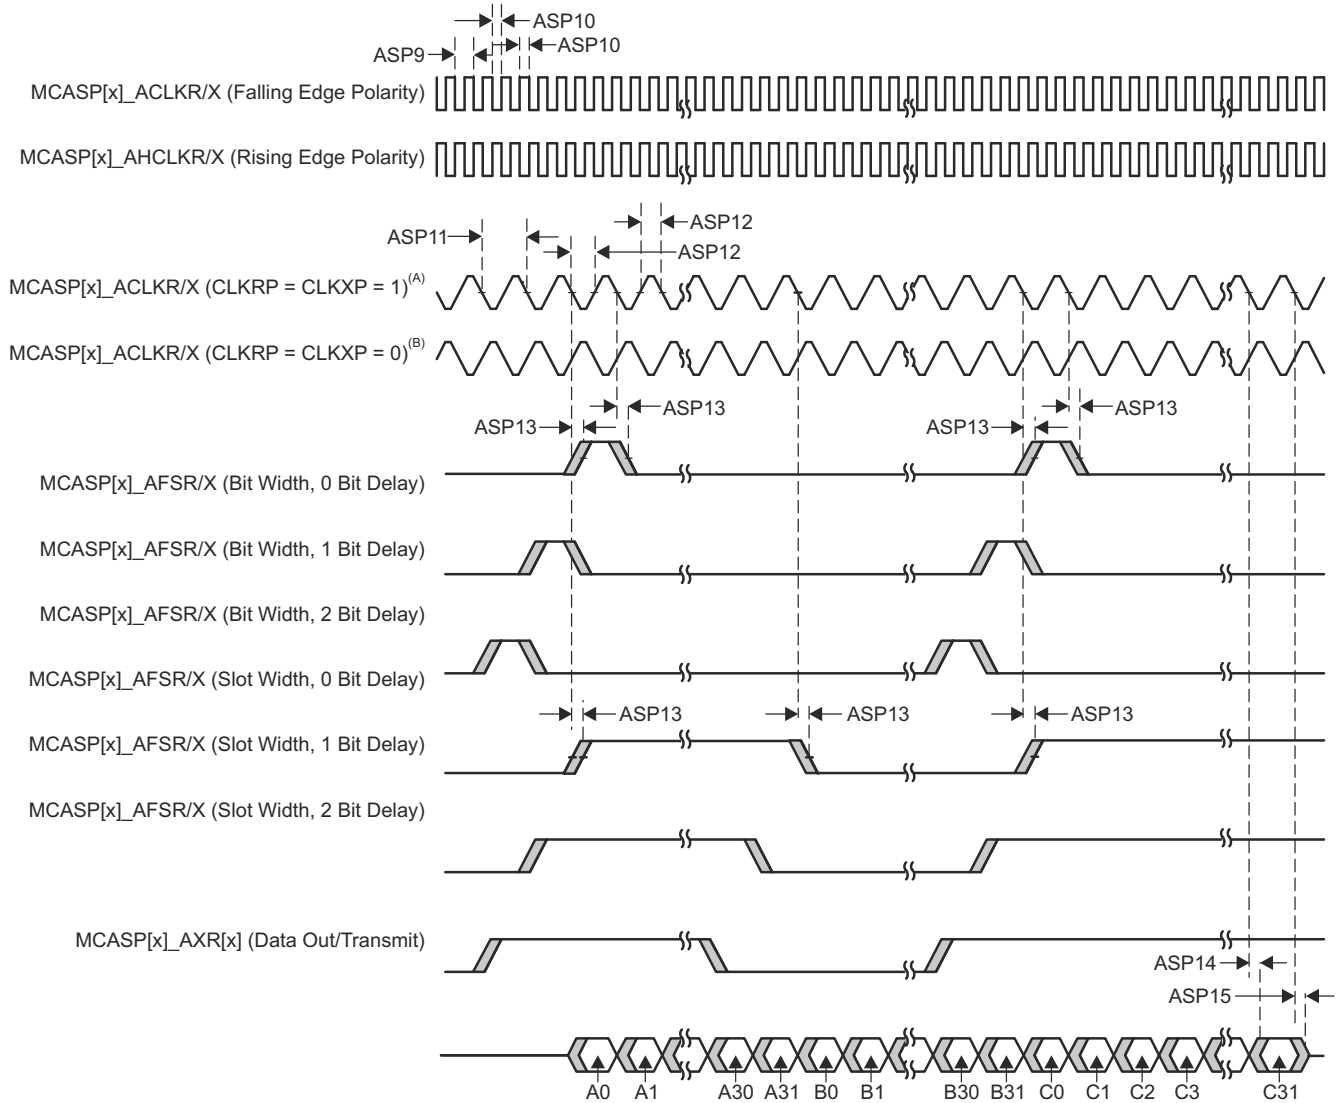 ASP10
ASP9
ASP10
MCASP[x]_ACLKR/X (Falling Edge Polarity)
MCASP[x]_AHCLKR/X (Rising Edge Polarity)
ASP12
ASP11
ASP12
MCASP[x]_ACLKR/X (CLKRP = CLKXP = 1)(A)
MCASP[x]_ACLKR/X (CLKRP = CLKXP = 0)(B)
ASP13
ASP13
ASP13
ASP13
MCASP[x]_AFSR/X (Bit Width, 0 Bit Delay)
MCASP[x]_AFSR/X (Bit Width, 1 Bit Delay)
MCASP[x]_AFSR/X (Bit Width, 2 Bit Delay)
MCASP[x]_AFSR/X (Slot Width, 0 Bit Delay)
ASP13 ASP13 ASP13
MCASP[x]_AFSR/X (Slot Width, 1 Bit Delay)
MCASP[x]_AFSR/X (Slot Width, 2 Bit Delay)
MCASP[x]_AXR[x] (Data Out/Transmit)
ASP14
ASP15
A0 A1 A30 A31 B0 B1 B30 B31 C0 C1 C2 C3 C31